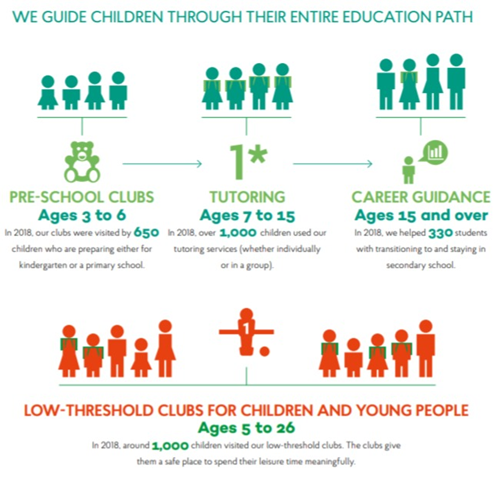 WE GUIDE CHILDREN THROUGH THEIR ENTIRE EDUCATION PATH
1*
PRE-SCHOOL CLUBS
Ages 3 to 6
In 2018, our clubs were visited by 650
children who are preparing either for
kindergarten or a primary school.
TUTORING
Ages 7 to 15
In 2018, over 1,000 children used our
tutoring services (whether individually
or in a group).
CAREER GUIDANCE
Ages 15 and over
In 2018, we helped 330 students
with transitioning to and staying in
secondary school.
1
LOW-THRESHOLD CLUBS FOR CHILDREN AND YOUNG PEOPLE
Ages 5 to 26
In 2018, around 1,000 children visited our low-threshold clubs. The clubs give
them a safe place to spend their leisure time meaningfully.